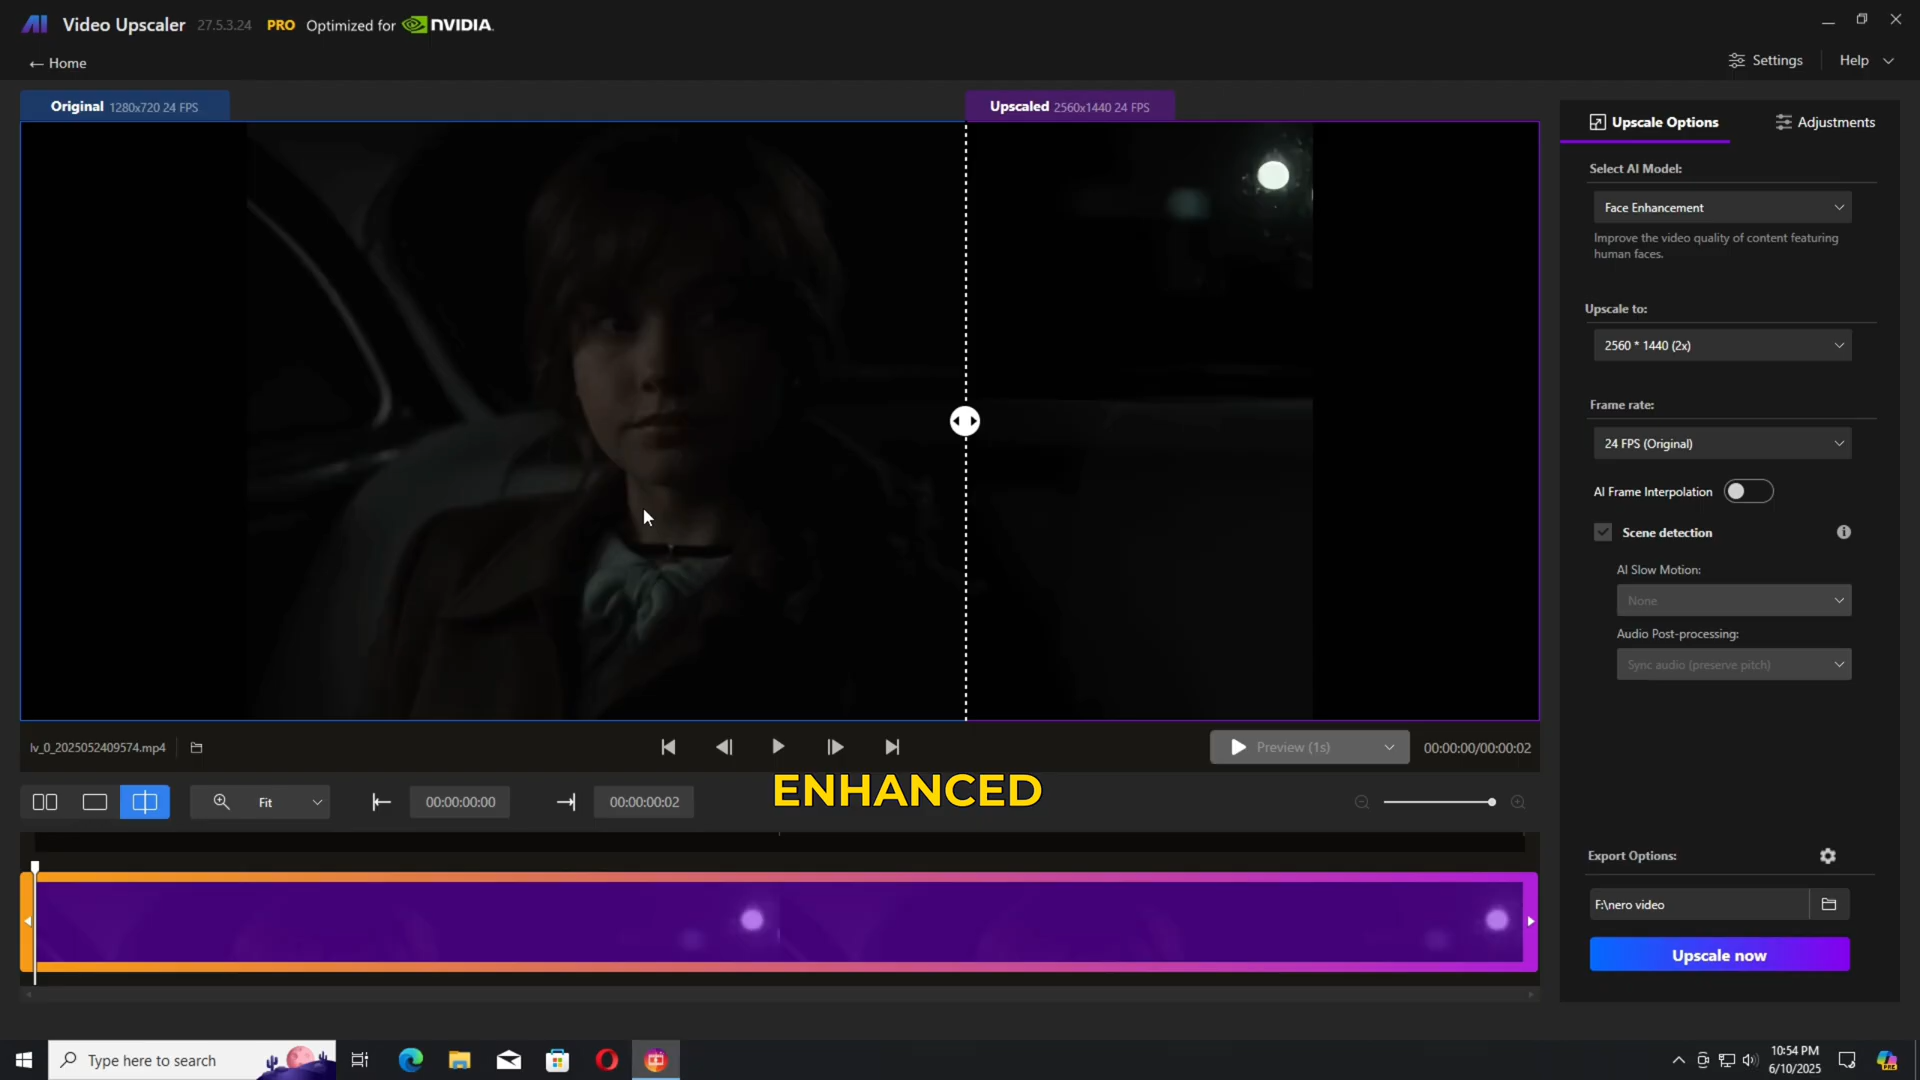 AI Video Upscaler 27.5.3.24 PRO Optimized for NVIDIA.
← Home
Settings
Help
Original 1280x720 24 FPS
Upscaled 2560x1440 24 FPS
Upscale Options
Adjustments
Select AI Model:
Face Enhancement
Improve the video quality of content featuring
human faces.
Upscale to:
2560 * 1440 (2x)
Frame rate:
24 FPS (Original)
AI Frame Interpolation
Scene detection
AI Slow Motion:
None
Audio Post-processing:
Sync audio (preserve pitch)
lv_0_2025052409574.mp4
Preview (1s)
00:00:00/00:00:02
Fit
00:00:00:00
00:00:00:02
ENHANCED
Export Options:
F:\nero video
Upscale now
Type here to search
10:54 PM
6/10/2025
PRE